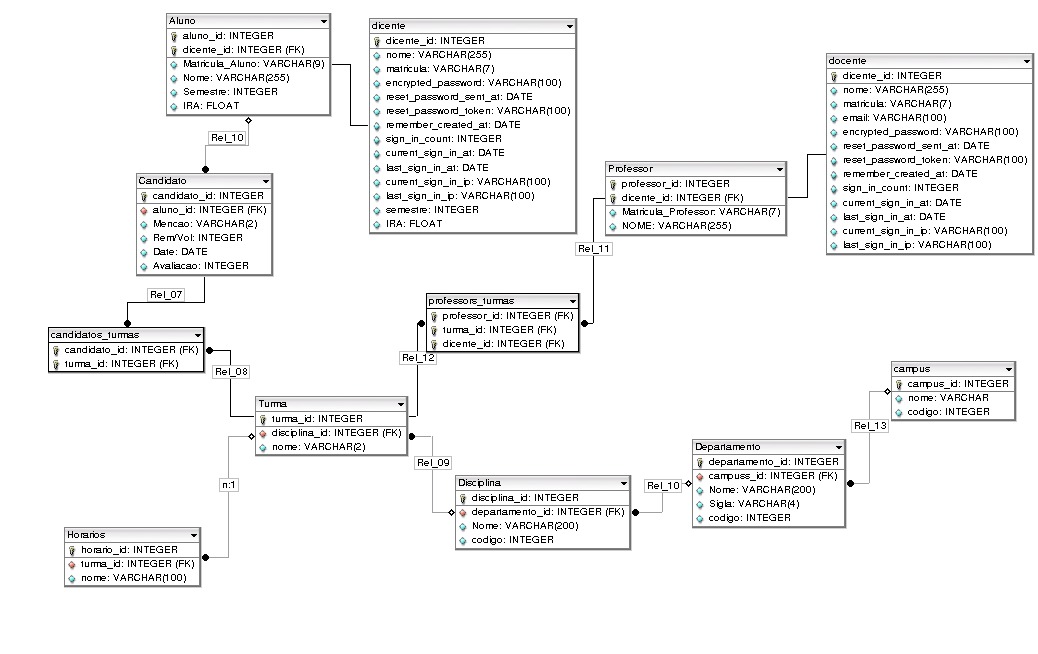 Aluno
aluno_id: INTEGER
dicente_id: INTEGER (FK)
Matricula_Aluno: VARCHAR(9)
Nome: VARCHAR(255)
Semestre: INTEGER
IRA: FLOAT
dicente
dicente_id: INTEGER
nome: VARCHAR(255)
matricula: VARCHAR(7)
encrypted_password: VARCHAR(100)
reset_password_sent_at: DATE
reset_password_token: VARCHAR(100)
remember_created_at: DATE
sign_in_count: INTEGER
current_sign_in_at: DATE
last_sign_in_at: DATE
current_sign_in_ip: VARCHAR(100)
last_sign_in_ip: VARCHAR(100)
semestre: INTEGER
IRA: FLOAT
docente
dicente_id: INTEGER
nome: VARCHAR(255)
matricula: VARCHAR(7)
email: VARCHAR(100)
encrypted_password: VARCHAR(100)
reset_password_sent_at: DATE
reset_password_token: VARCHAR(100)
remember_created_at: DATE
sign_in_count: INTEGER
current_sign_in_at: DATE
last_sign_in_at: DATE
current_sign_in_ip: VARCHAR(100)
last_sign_in_ip: VARCHAR(100)
Rel_10
Candidato
candidato_id: INTEGER
aluno_id: INTEGER (FK)
Mencao: VARCHAR(2)
Rem/Vol: INTEGER
Date: DATE
Avaliacao: INTEGER
Professor
professor_id: INTEGER
dicente_id: INTEGER (FK)
Matricula_Professor: VARCHAR(7)
NOME: VARCHAR(255)
Rel_11
Rel_07
professors_turmas
professor_id: INTEGER (FK)
turma_id: INTEGER (FK)
dicente_id: INTEGER (FK)
Rel_12
candidatos_turmas
candidato_id: INTEGER (FK)
turma_id: INTEGER (FK)
Rel_08
campus
campus_id: INTEGER
nome: VARCHAR
codigo: INTEGER
Rel_13
Turma
turma_id: INTEGER
disciplina_id: INTEGER (FK)
nome: VARCHAR(2)
Rel_09
Departamento
departamento_id: INTEGER
campuss_id: INTEGER (FK)
Nome: VARCHAR(200)
Sigla: VARCHAR(4)
codigo: INTEGER
n:1
Disciplina
disciplina_id: INTEGER
departamento_id: INTEGER (FK)
Nome: VARCHAR(200)
codigo: INTEGER
Rel_10
Horarios
horario_id: INTEGER
turma_id: INTEGER (FK)
nome: VARCHAR(100)